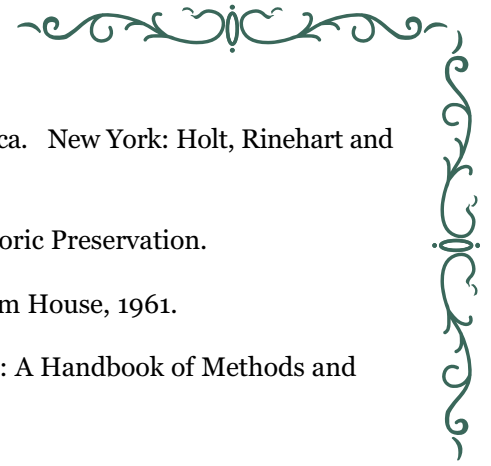 ca. New York: Holt, Rinehart and
oric Preservation.
m House, 1961.
: A Handbook of Methods and